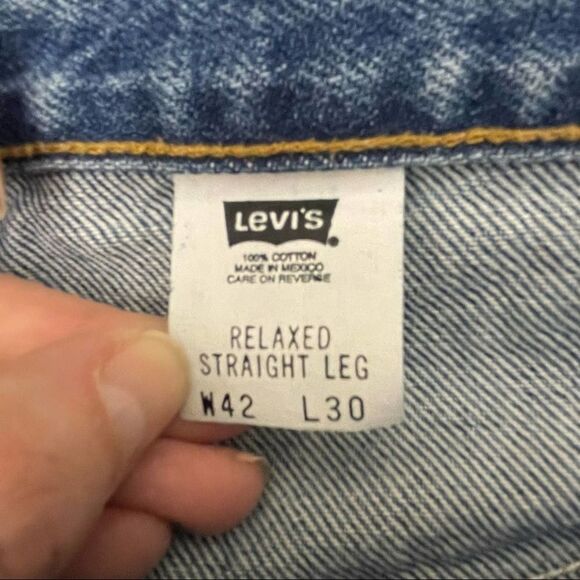 LEVI'S
100% COTTON
MADE IN MEXICO
CARE ON REVERSE
RELAXED
STRAIGHT LEG
W42 L30